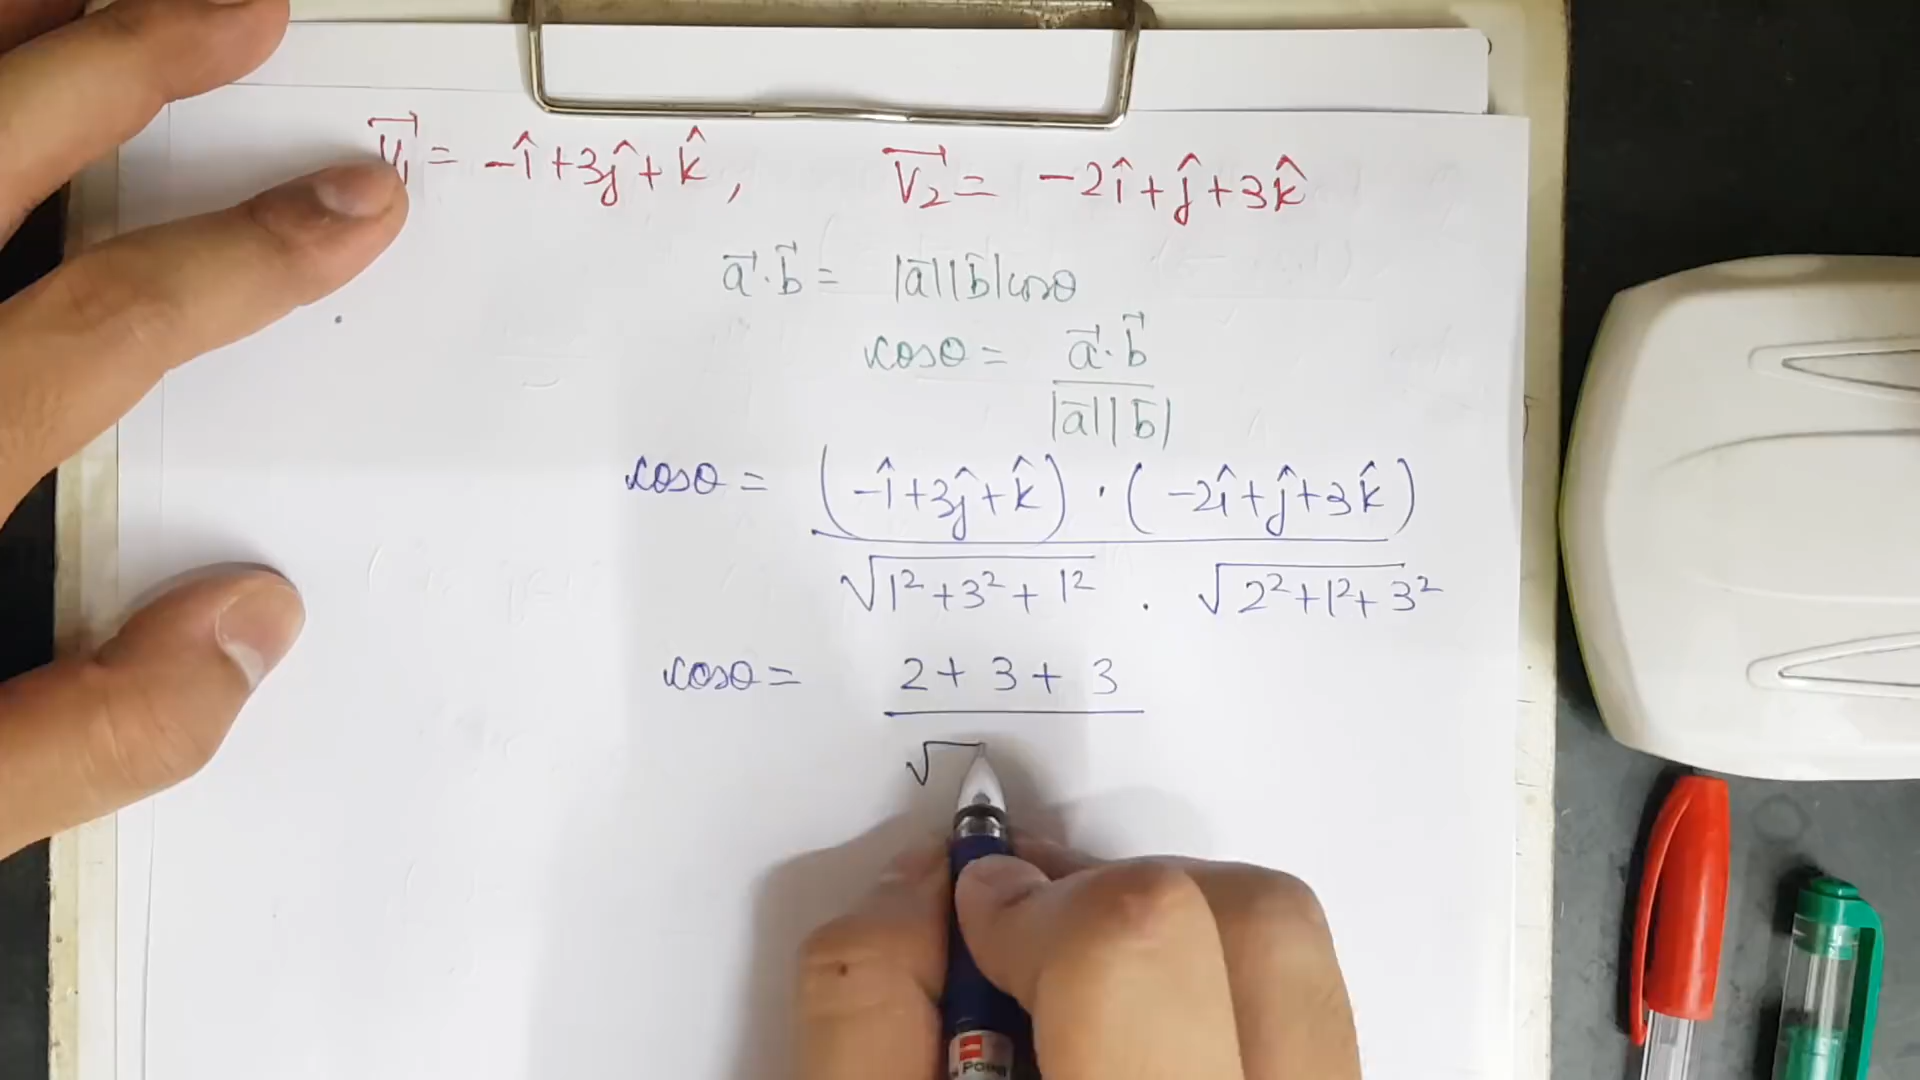 V₁ = -î+3ĵ+k̂, V₂ = -2î+ĵ+3k̂
a⃗·b⃗ = |a⃗||b⃗|cosθ
cosθ = a⃗·b⃗ / |a⃗||b⃗|
cosθ = (-î+3ĵ+k̂)·(-2î+ĵ+3k̂)
√1²+3²+1² . √2²+1²+3²
cosθ = 2+3+3
√
POINT